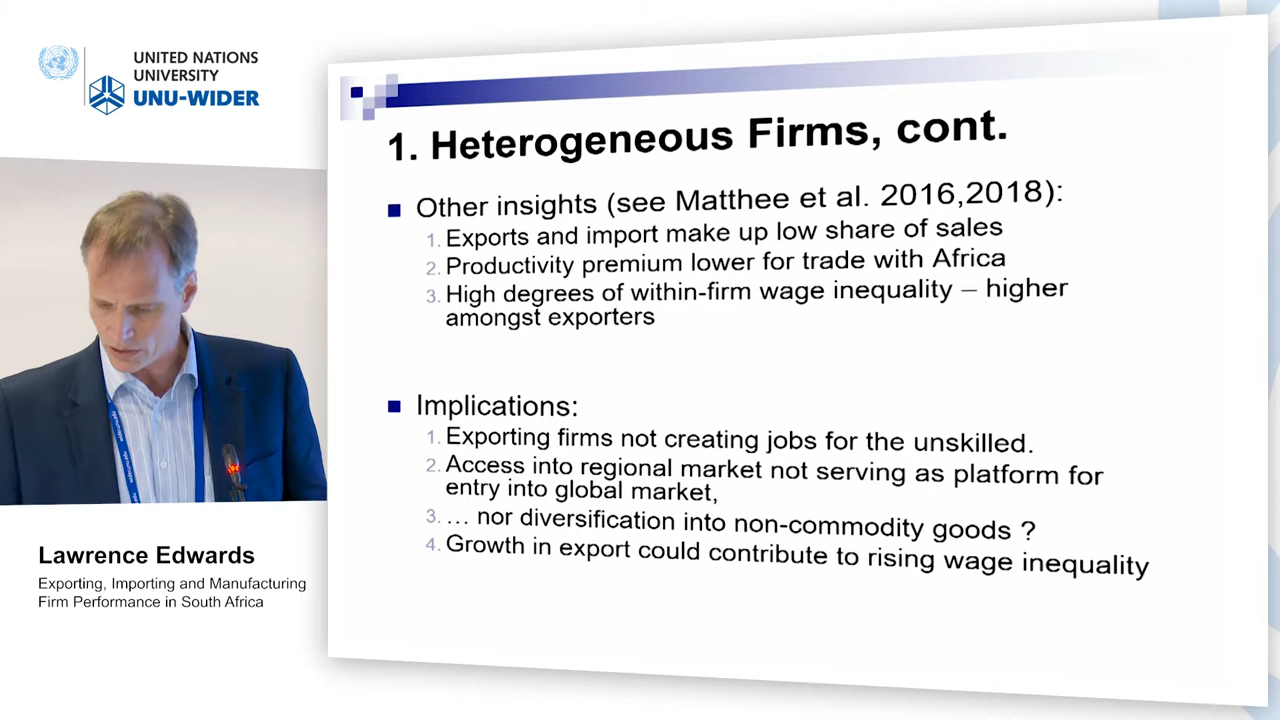 UNITED NATIONS
UNIVERSITY
UNU-WIDER
1. Heterogeneous Firms, cont.
■ Other insights (see Matthee et al. 2016,2018):
1. Exports and import make up low share of sales
2. Productivity premium lower for trade with Africa
3. High degrees of within-firm wage inequality – higher
amongst exporters
■ Implications:
1. Exporting firms not creating jobs for the unskilled.
2. Access into regional market not serving as platform for
entry into global market,
3. … nor diversification into non-commodity goods ?
4. Growth in export could contribute to rising wage inequality
Lawrence Edwards
Exporting, Importing and Manufacturing
Firm Performance in South Africa